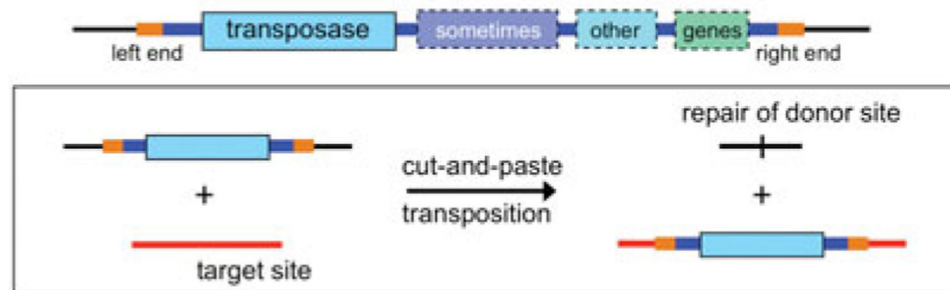 transposase sometimes other genes
left end right end
repair of donor site
cut-and-paste
+ +
transposition
target site